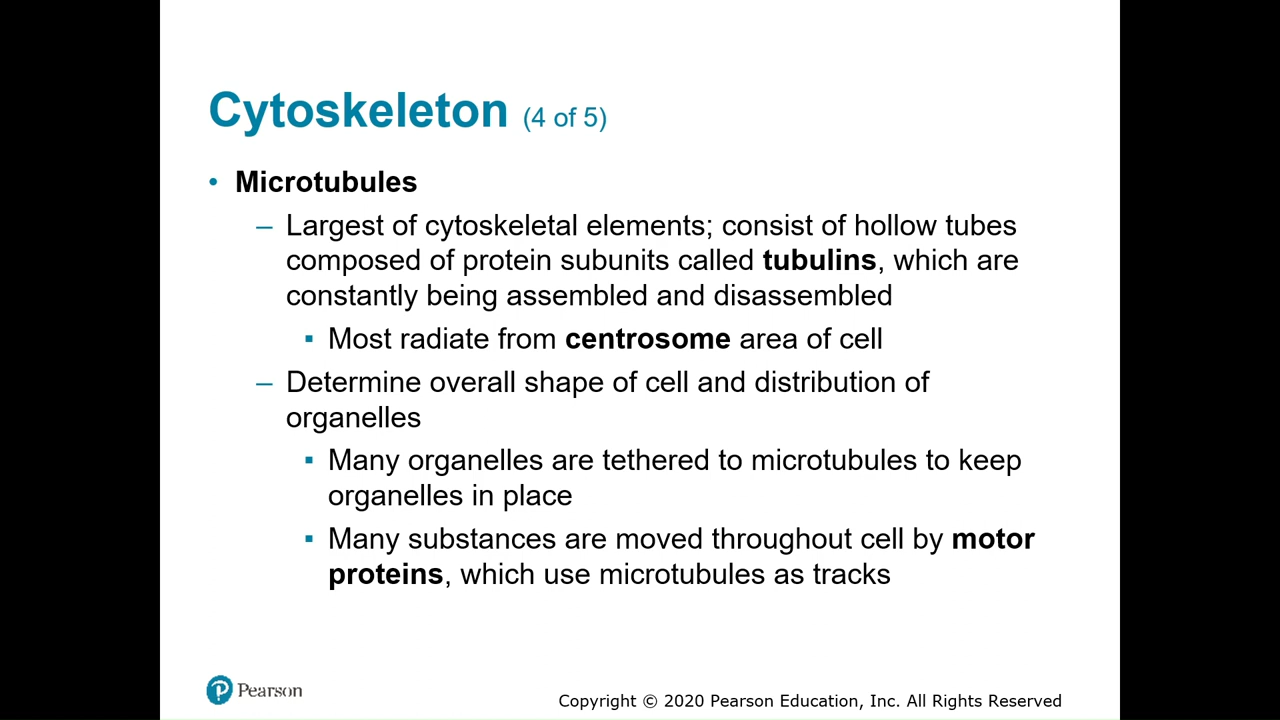 Cytoskeleton (4 of 5)
• Microtubules
– Largest of cytoskeletal elements; consist of hollow tubes
composed of protein subunits called tubulins, which are
constantly being assembled and disassembled
▪ Most radiate from centrosome area of cell
– Determine overall shape of cell and distribution of
organelles
▪ Many organelles are tethered to microtubules to keep
organelles in place
▪ Many substances are moved throughout cell by motor
proteins, which use microtubules as tracks
Pearson
Copyright © 2020 Pearson Education, Inc. All Rights Reserved